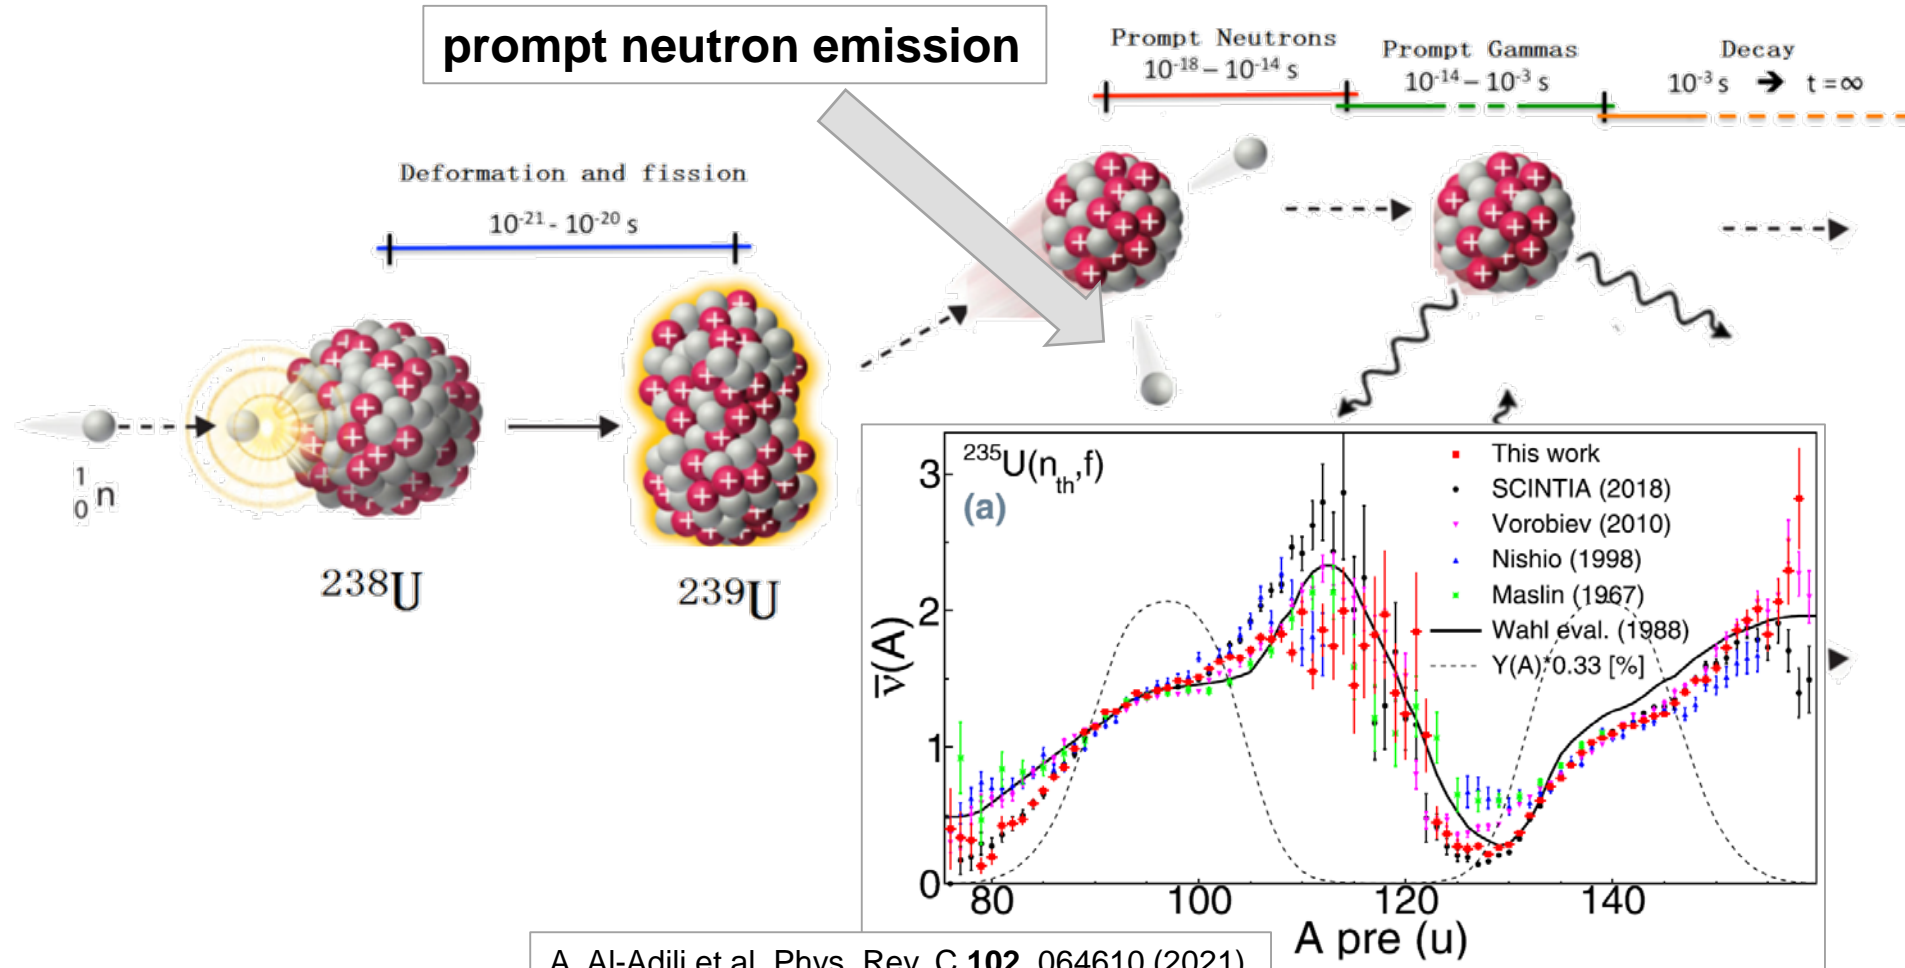 prompt neutron emission
Prompt Neutrons
10⁻¹⁸ – 10⁻¹⁴ s
Prompt Gammas
10⁻¹⁴ – 10⁻³ s
Decay
10⁻³ s ➔ t = ∞
Deformation and fission
10⁻²¹ - 10⁻²⁰ s
¹₀n
²³⁸U
²³⁹U
²³⁵U(n_th,f)
(a)
This work
SCINTIA (2018)
Vorobiev (2010)
Nishio (1998)
Maslin (1967)
Wahl eval. (1988)
Y(A)*0.33 [%]
ν̅(A)
3
2
1
0
80 100 120 140
A pre (u)
A. Al-Adili et al. Phys. Rev. C 102, 064610 (2021)